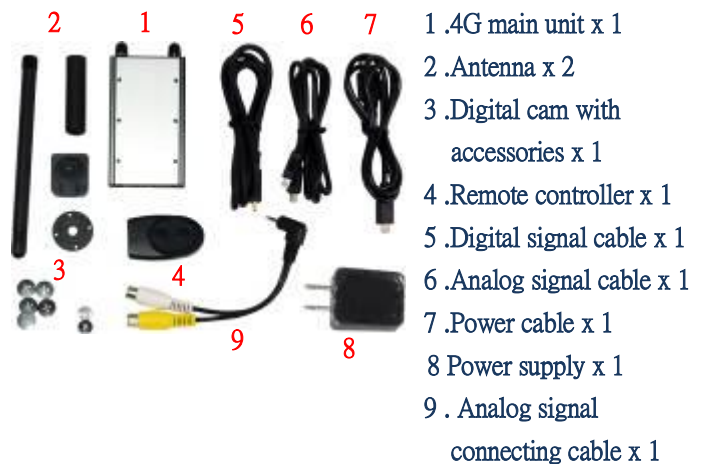 2 1 5 6 7
3 4
9 8
1 .4G main unit x 1
2 .Antenna x 2
3 .Digital cam with
accessories x 1
4 .Remote controller x 1
5 .Digital signal cable x 1
6 .Analog signal cable x 1
7 .Power cable x 1
8 Power supply x 1
9 . Analog signal
connecting cable x 1